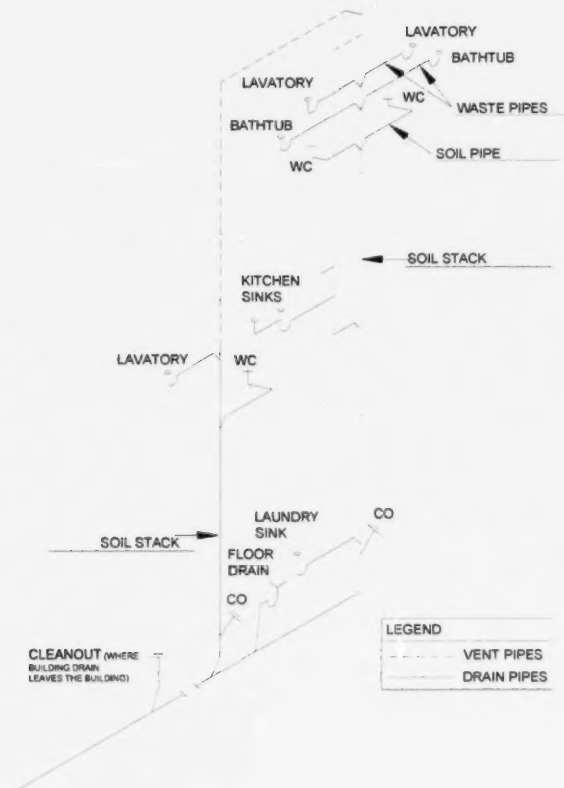 LAVATORY
BATHTUB
LAVATORY
WC
WASTE PIPES
BATHTUB
SOIL PIPE
WC
SOIL STACK
KITCHEN
SINKS
LAVATORY
WC
LAUNDRY
SINK
CO
SOIL STACK
FLOOR
DRAIN
CO
CLEANOUT (WHERE
BUILDING DRAIN
LEAVES THE BUILDING)
LEGEND
VENT PIPES
DRAIN PIPES